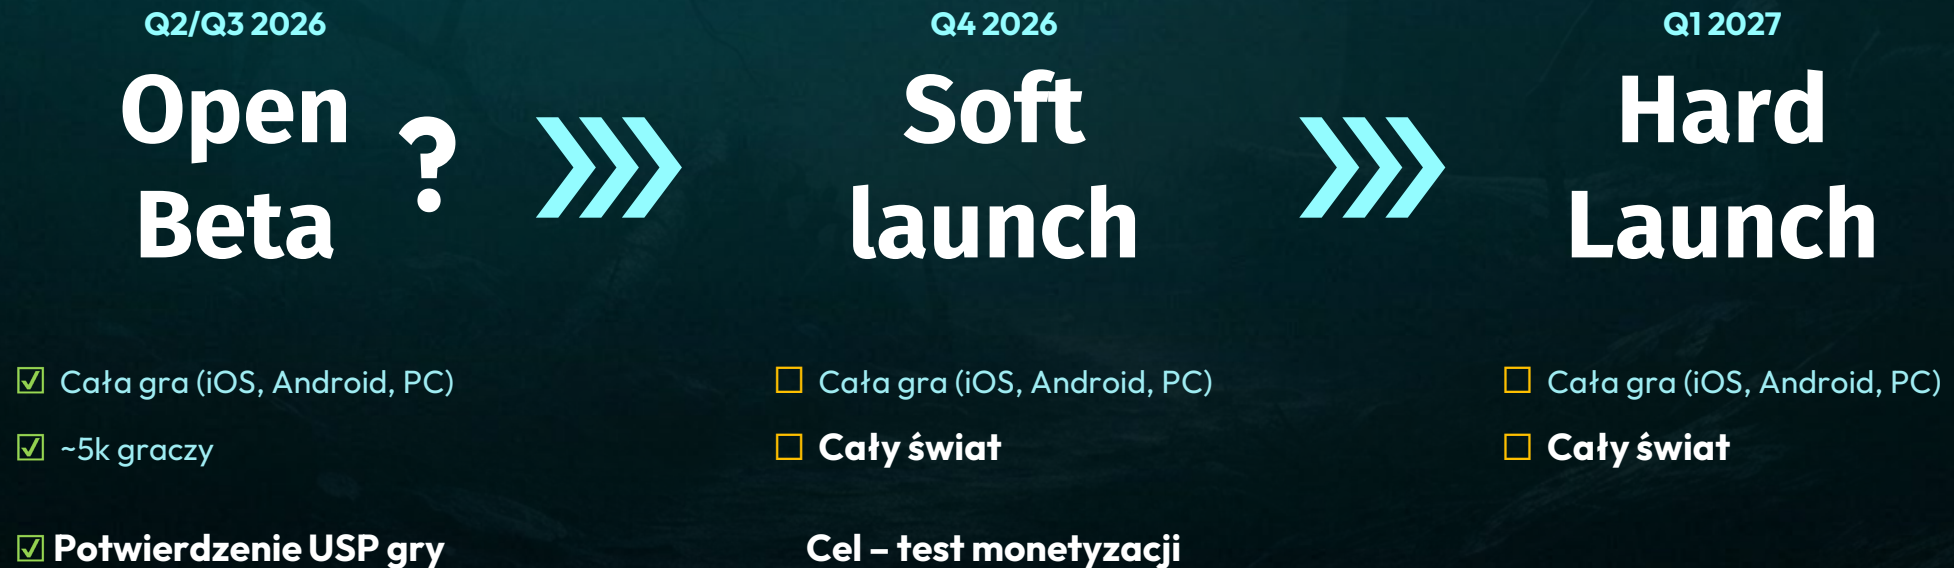 Q2/Q3 2026
Open
Beta
?
☑ Cała gra (iOS, Android, PC)
☑ ~5k graczy
☑ Potwierdzenie USP gry
Q4 2026
Soft
launch
☐ Cała gra (iOS, Android, PC)
☐ Cały świat
Cel – test monetyzacji
Q1 2027
Hard
Launch
☐ Cała gra (iOS, Android, PC)
☐ Cały świat